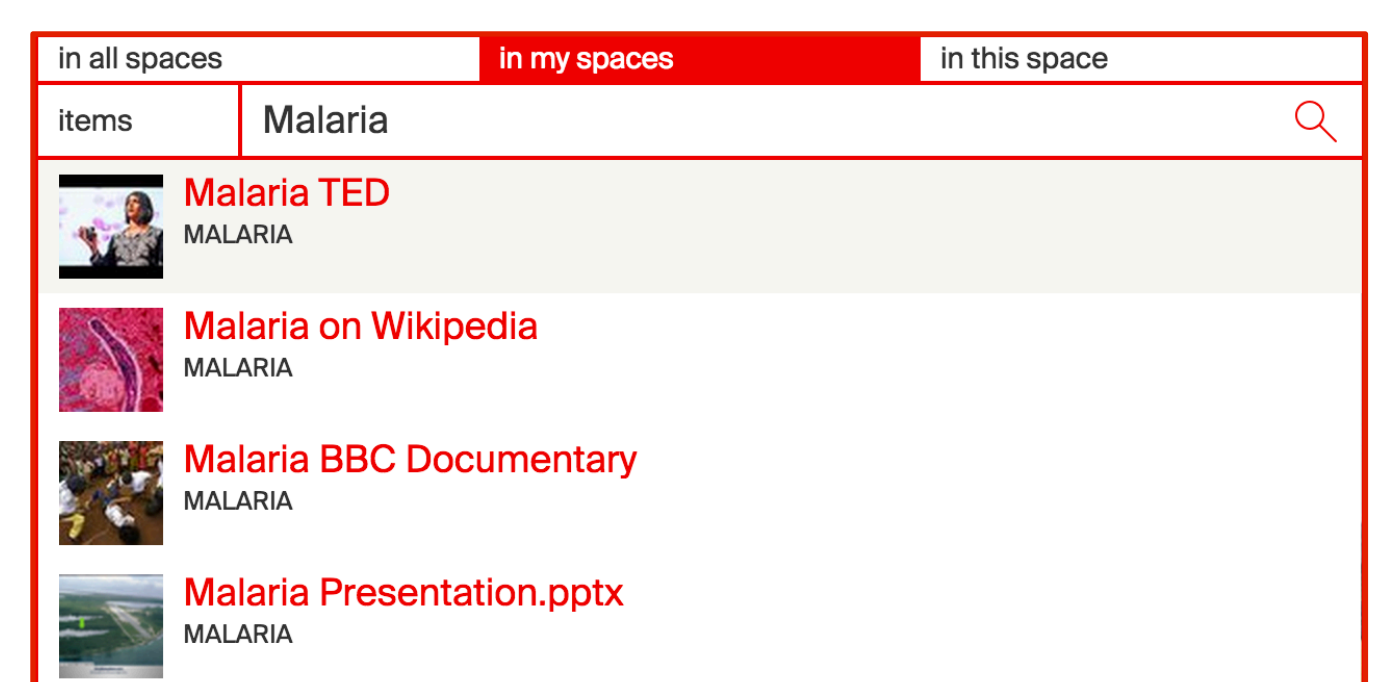 in all spaces
in my spaces
in this space
items
Malaria
Malaria TED
MALARIA
Malaria on Wikipedia
MALARIA
Malaria BBC Documentary
MALARIA
Malaria Presentation.pptx
MALARIA